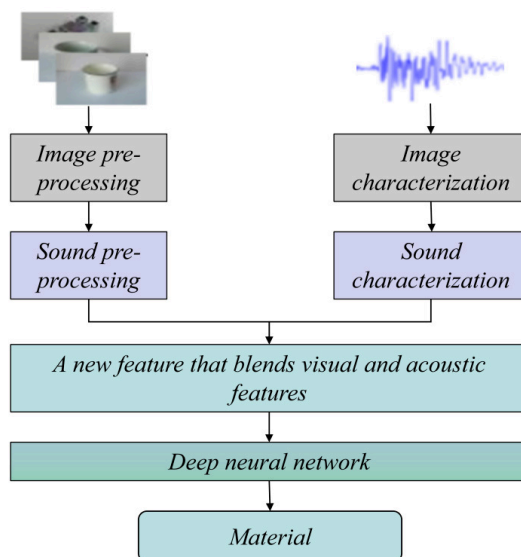 Image pre-
processing
Image
characterization
Sound pre-
processing
Sound
characterization
A new feature that blends visual and acoustic
features
Deep neural network
Material